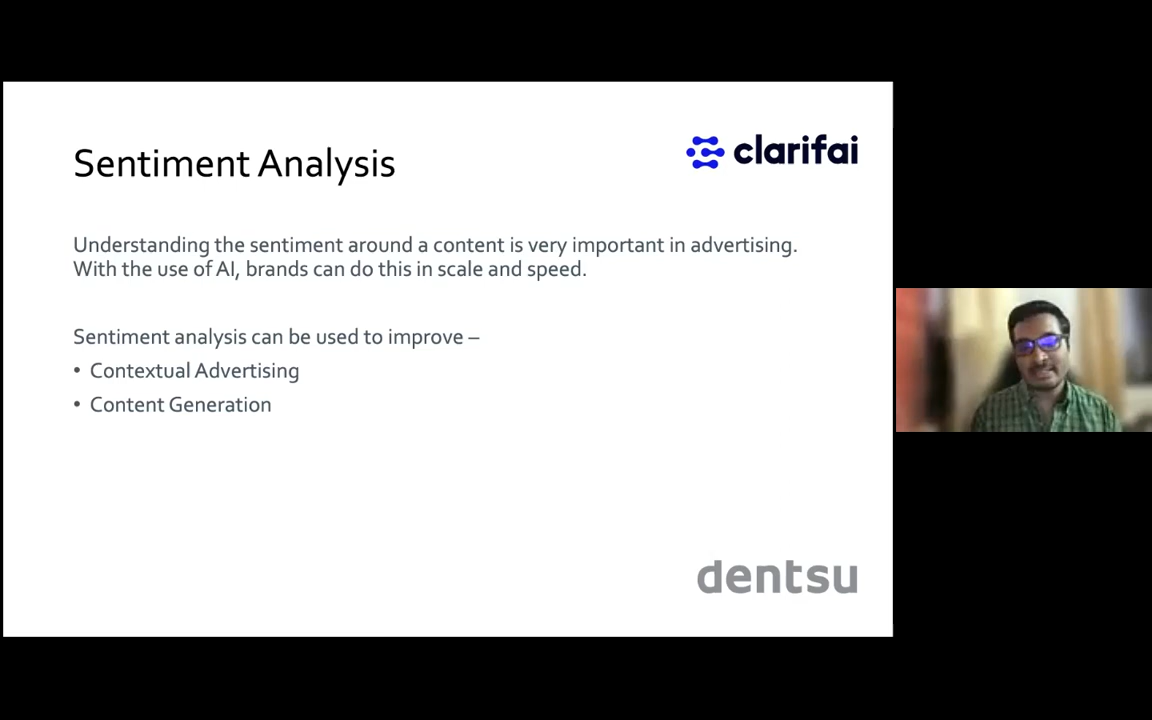 Sentiment Analysis
clarifai
Understanding the sentiment around a content is very important in advertising.
With the use of AI, brands can do this in scale and speed.
Sentiment analysis can be used to improve –
• Contextual Advertising
• Content Generation
dentsu